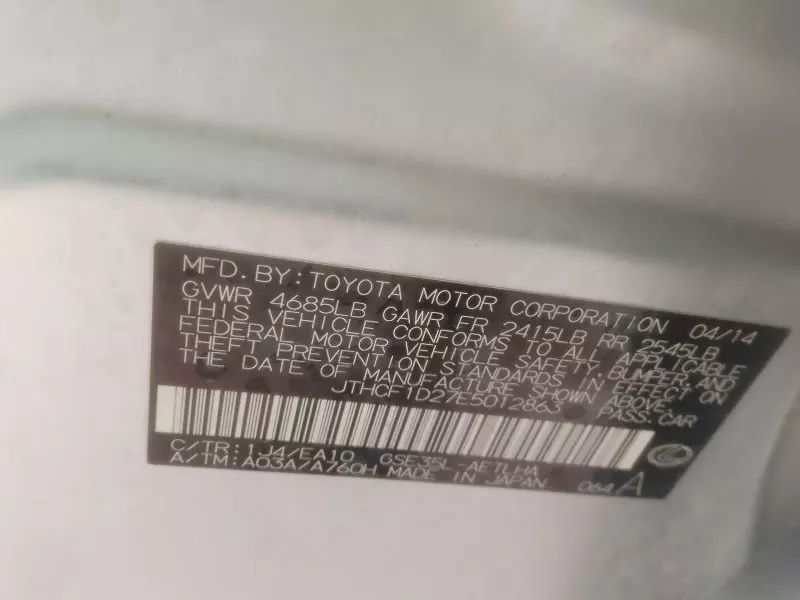 MFD. BY: TOYOTA MOTOR CORPORATION 04/14
GVWR 4685LB GAWR FR 2415LB RR 2545LB
THIS VEHICLE CONFORMS TO ALL APPLICABLE
FEDERAL MOTOR VEHICLE SAFETY, BUMPER, AND
THEFT PREVENTION STANDARDS IN EFFECT ON
THE DATE OF MANUFACTURE SHOWN ABOVE.
JTHCF1D27E5012863 PASS. CAR
C/TR: 1J4/EA10 GSE35L-AETLHA
A/TM: A03A/A760H MADE IN JAPAN 064 A